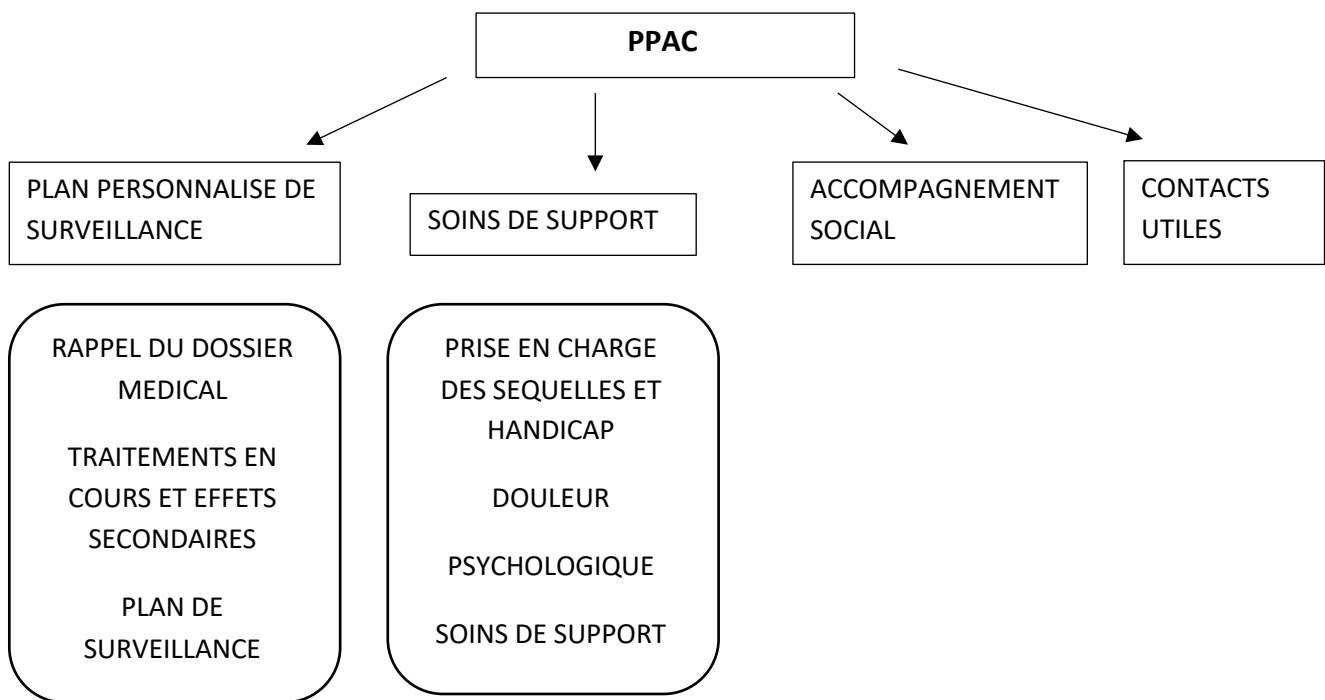 PPAC
PLAN PERSONNALISE DE
SURVEILLANCE
SOINS DE SUPPORT
ACCOMPAGNEMENT
SOCIAL
CONTACTS
UTILES
RAPPEL DU DOSSIER
MEDICAL
TRAITEMENTS EN
COURS ET EFFETS
SECONDAIRES
PLAN DE
SURVEILLANCE
PRISE EN CHARGE
DES SEQUELLES ET
HANDICAP
DOULEUR
PSYCHOLOGIQUE
SOINS DE SUPPORT